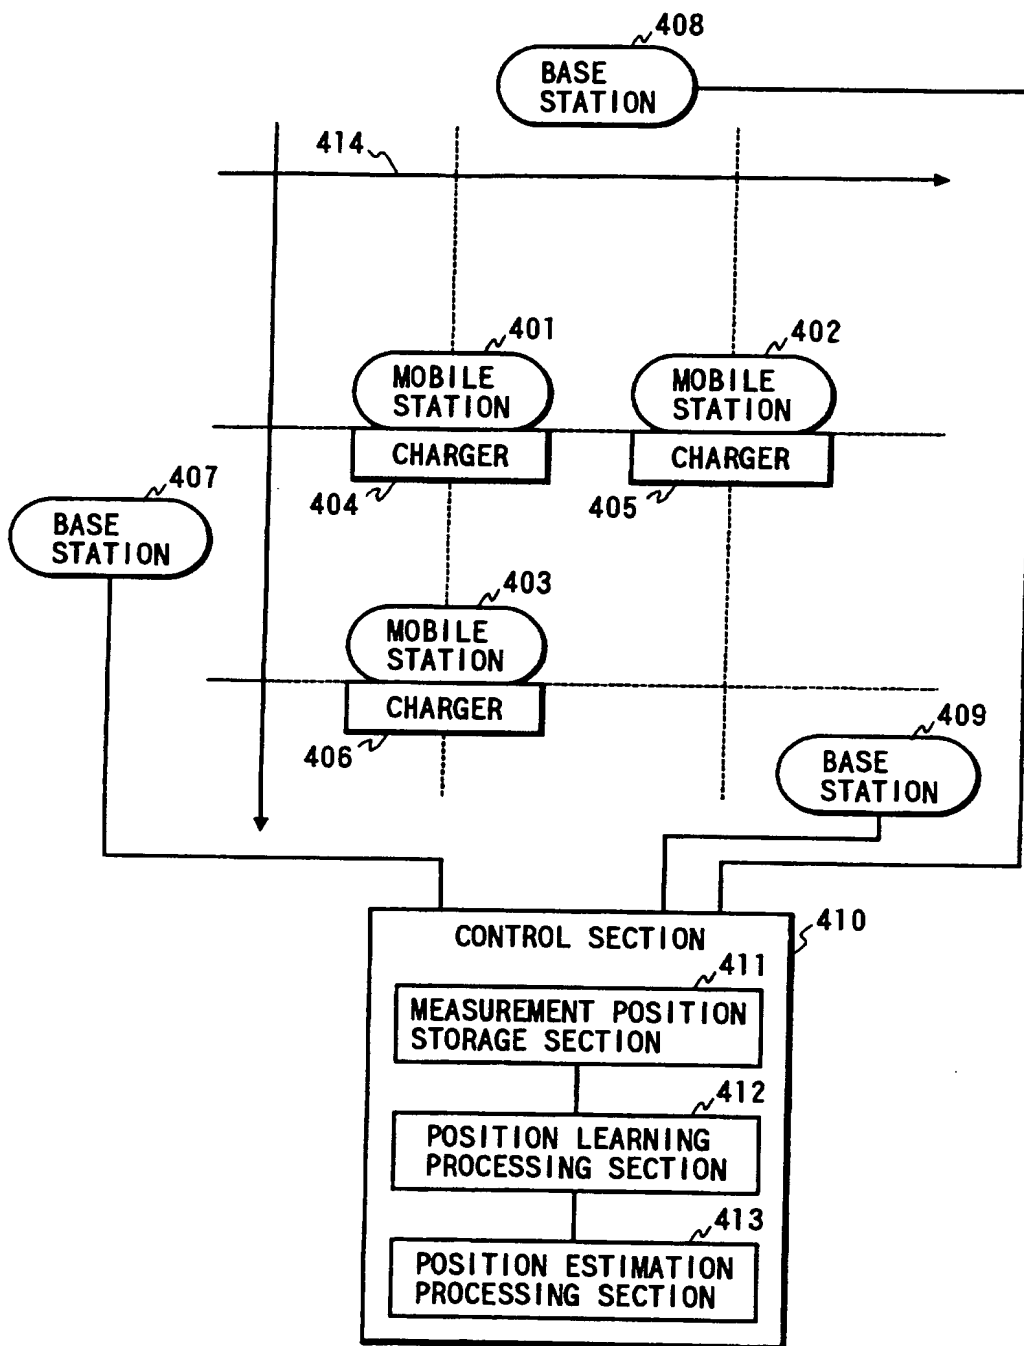 408
BASE
STATION
414
401
MOBILE
STATION
402
MOBILE
STATION
CHARGER
404
CHARGER
405
407
BASE
STATION
403
MOBILE
STATION
CHARGER
406
409
BASE
STATION
410
CONTROL SECTION
411
MEASUREMENT POSITION
STORAGE SECTION
412
POSITION LEARNING
PROCESSING SECTION
413
POSITION ESTIMATION
PROCESSING SECTION